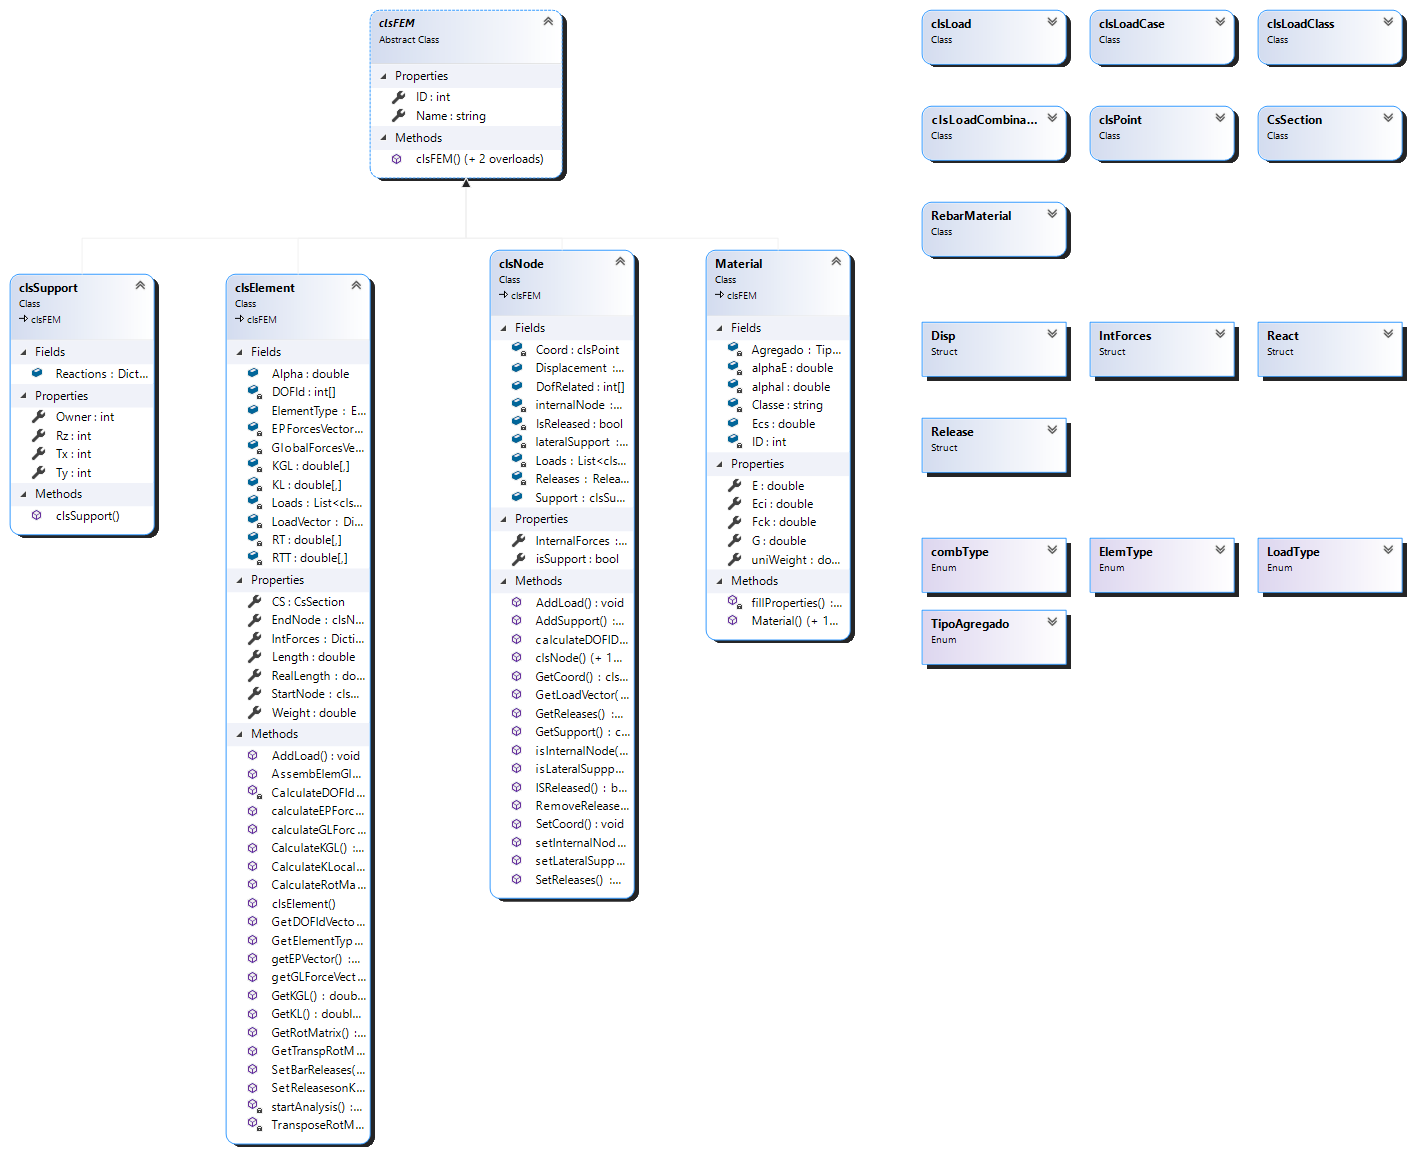 clsFEM
Abstract Class
Properties
ID : int
Name : string
Methods
clsFEM() (+ 2 overloads)
clsSupport
Class
clsFEM
Fields
Reactions : Dict...
Properties
Owner : int
Rz : int
Tx : int
Ty : int
Methods
clsSupport()
clsElement
Class
clsFEM
Fields
Alpha : double
DOFId : int[]
ElementType : E...
EPForcesVector...
GlobalForcesVe...
KGL : double[,]
KL : double[,]
Loads : List<cls...
LoadVector : Di...
RT : double[,]
RTT : double[,]
Properties
CS : CsSection
EndNode : clsN...
IntForces : Dicti...
Length : double
RealLength : do...
StartNode : cls...
Weight : double
Methods
AddLoad() : void
AssembElemGl...
CalculateDOFId...
calculateEPForc...
calculateGLForc...
CalculateKGL() :...
CalculateKLocal...
CalculateRotMa...
clsElement()
GetDOFIdVecto...
GetElementTyp...
getEPVector() :...
getGLForceVect...
GetKGL() : doub...
GetKL() : doubl...
GetRotMatrix() :...
GetTranspRotM...
SetBarReleases(...
SetReleasesonK...
startAnalysis() :...
TransposeRotM...
clsNode
Class
clsFEM
Fields
Coord : clsPoint
Displacement :...
DofRelated : int[]
internalNode :...
IsReleased : bool
lateralSupport :...
Loads : List<cls...
Releases : Relea...
Support : clsSu...
Properties
InternalForces :...
isSupport : bool
Methods
AddLoad() : void
AddSupport() :...
calculateDOFID...
clsNode() (+ 1...
GetCoord() : cls...
GetLoadVector(...
GetReleases() :...
GetSupport() : c...
isInternalNode(...
isLateralSuppp...
ISReleased() : b...
RemoveRelease...
SetCoord() : void
setInternalNod...
setLateralSupp...
SetReleases() :...
Material
Class
clsFEM
Fields
Agregado : Tip...
alphaE : double
alphaI : double
Classe : string
Ecs : double
ID : int
Properties
E : double
Eci : double
Fck : double
G : double
uniWeight : do...
Methods
fillProperties() :...
Material() (+ 1...
clsLoad
Class
clsLoadCase
Class
clsLoadClass
Class
clsLoadCombina...
Class
clsPoint
Class
CsSection
Class
RebarMaterial
Class
Disp
Struct
IntForces
Struct
React
Struct
Release
Struct
combType
Enum
ElemType
Enum
LoadType
Enum
TipoAgregado
Enum